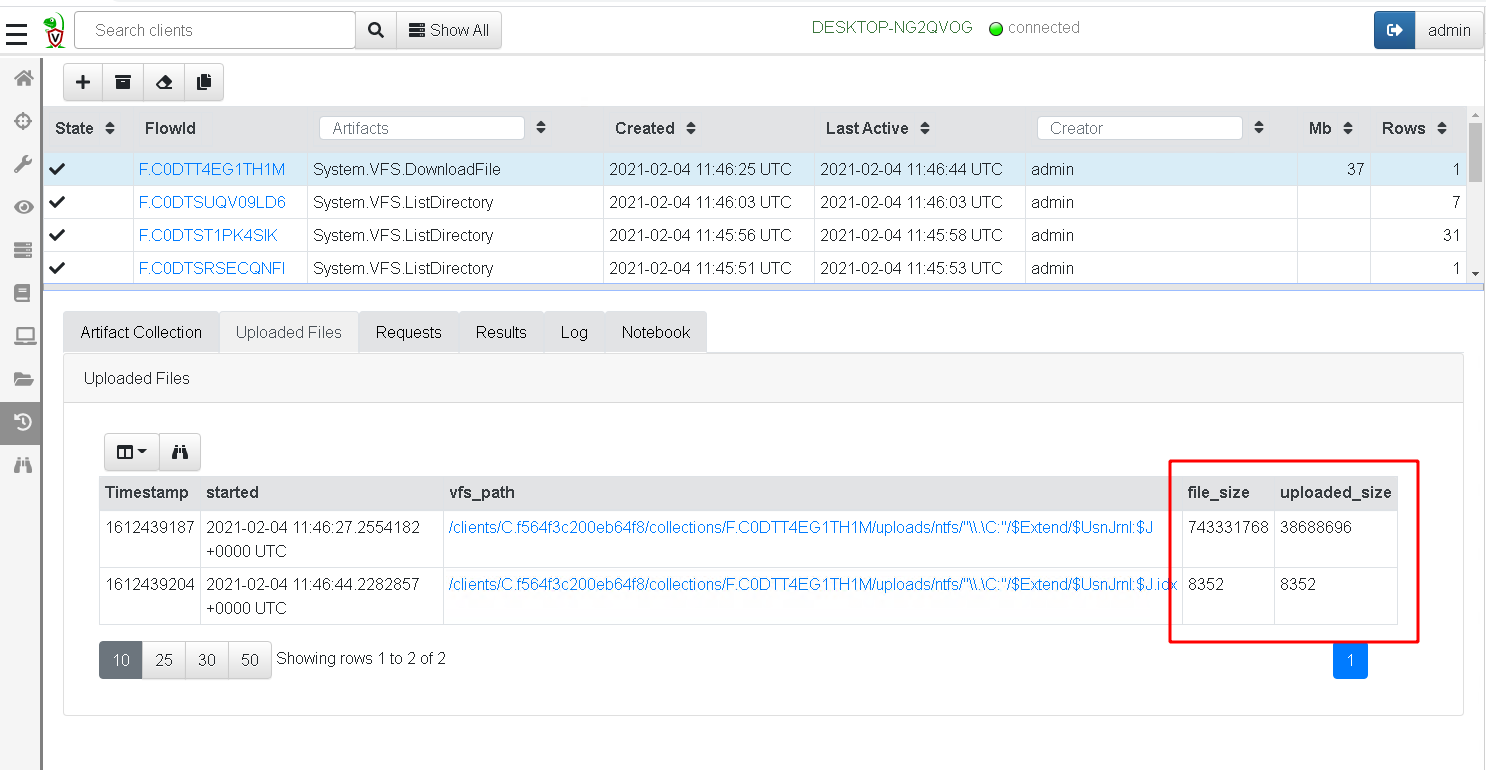 Search clients Show All DESKTOP-NG2QVOG connected admin
State FlowId Artifacts Created Last Active Creator Mb Rows
F.C0DTT4EG1TH1M System.VFS.DownloadFile 2021-02-04 11:46:25 UTC 2021-02-04 11:46:44 UTC admin 37 1
F.C0DTSUQV09LD6 System.VFS.ListDirectory 2021-02-04 11:46:03 UTC 2021-02-04 11:46:03 UTC admin 7
F.C0DTST1PK4SIK System.VFS.ListDirectory 2021-02-04 11:45:56 UTC 2021-02-04 11:45:58 UTC admin 31
F.C0DTSRSECQNFI System.VFS.ListDirectory 2021-02-04 11:45:51 UTC 2021-02-04 11:45:53 UTC admin 1
Artifact Collection Uploaded Files Requests Results Log Notebook
Uploaded Files
Timestamp started vfs_path file_size uploaded_size
1612439187 2021-02-04 11:46:27.2554182 /clients/C.f564f3c200eb64f8/collections/F.C0DTT4EG1TH1M/uploads/ntfs/"\\.\C:"/$Extend/$UsnJrnl:$J 743331768 38688696
+0000 UTC
1612439204 2021-02-04 11:46:44.2282857 /clients/C.f564f3c200eb64f8/collections/F.C0DTT4EG1TH1M/uploads/ntfs/"\\.\C:"/$Extend/$UsnJrnl:$J.idx 8352 8352
+0000 UTC
10 25 30 50 Showing rows 1 to 2 of 2 1